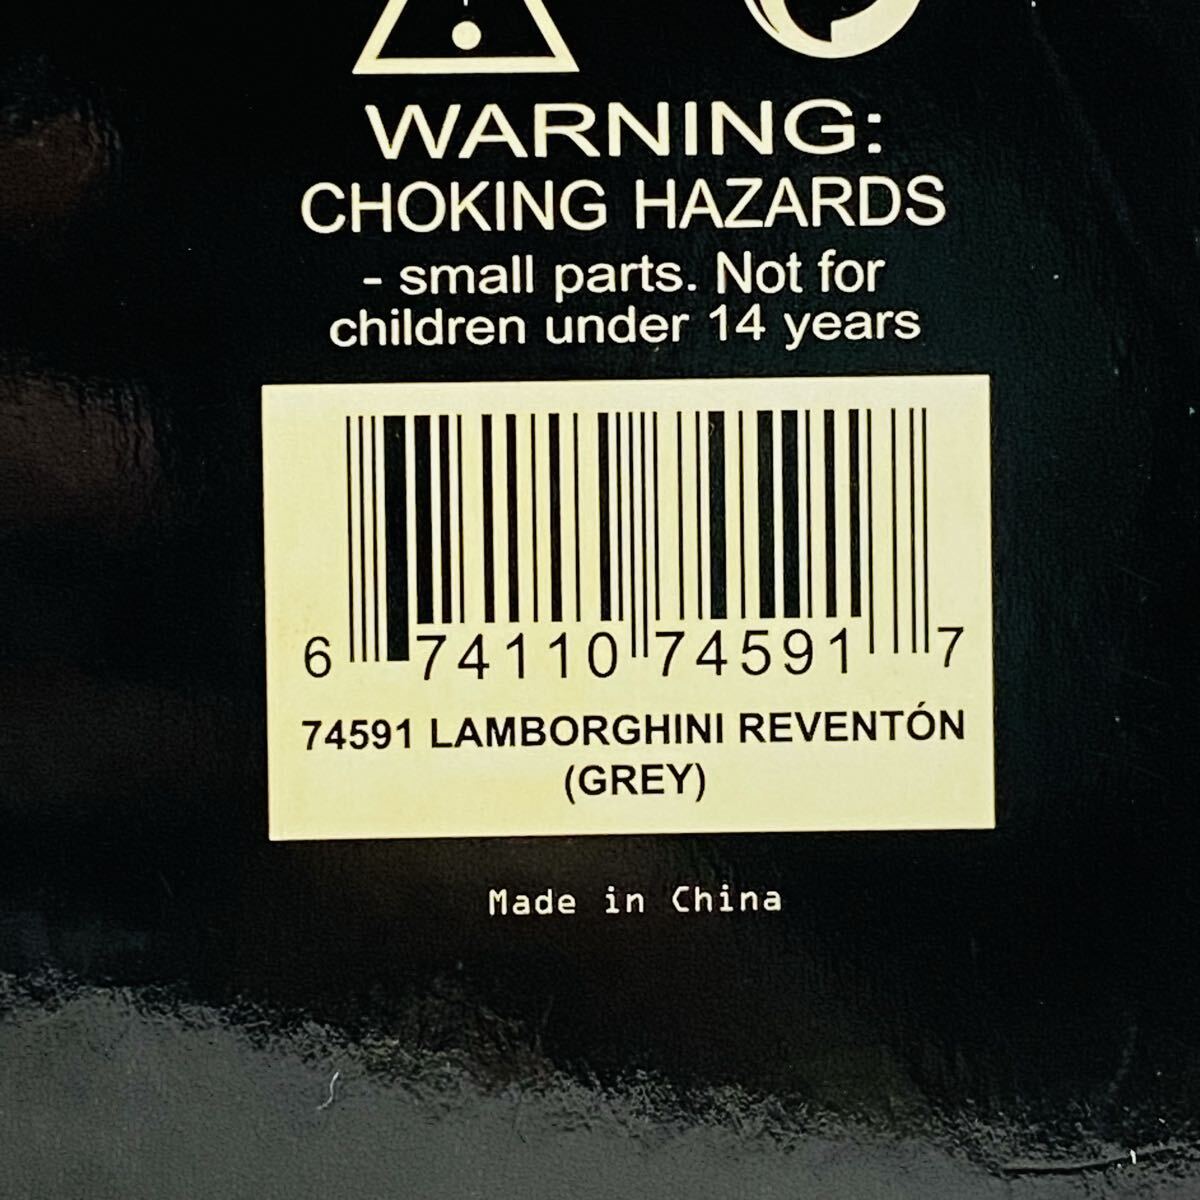 WARNING:
CHOKING HAZARDS
- small parts. Not for
children under 14 years
6 74110 74591 7
74591 LAMBORGHINI REVENTÓN
(GREY)
Made in China